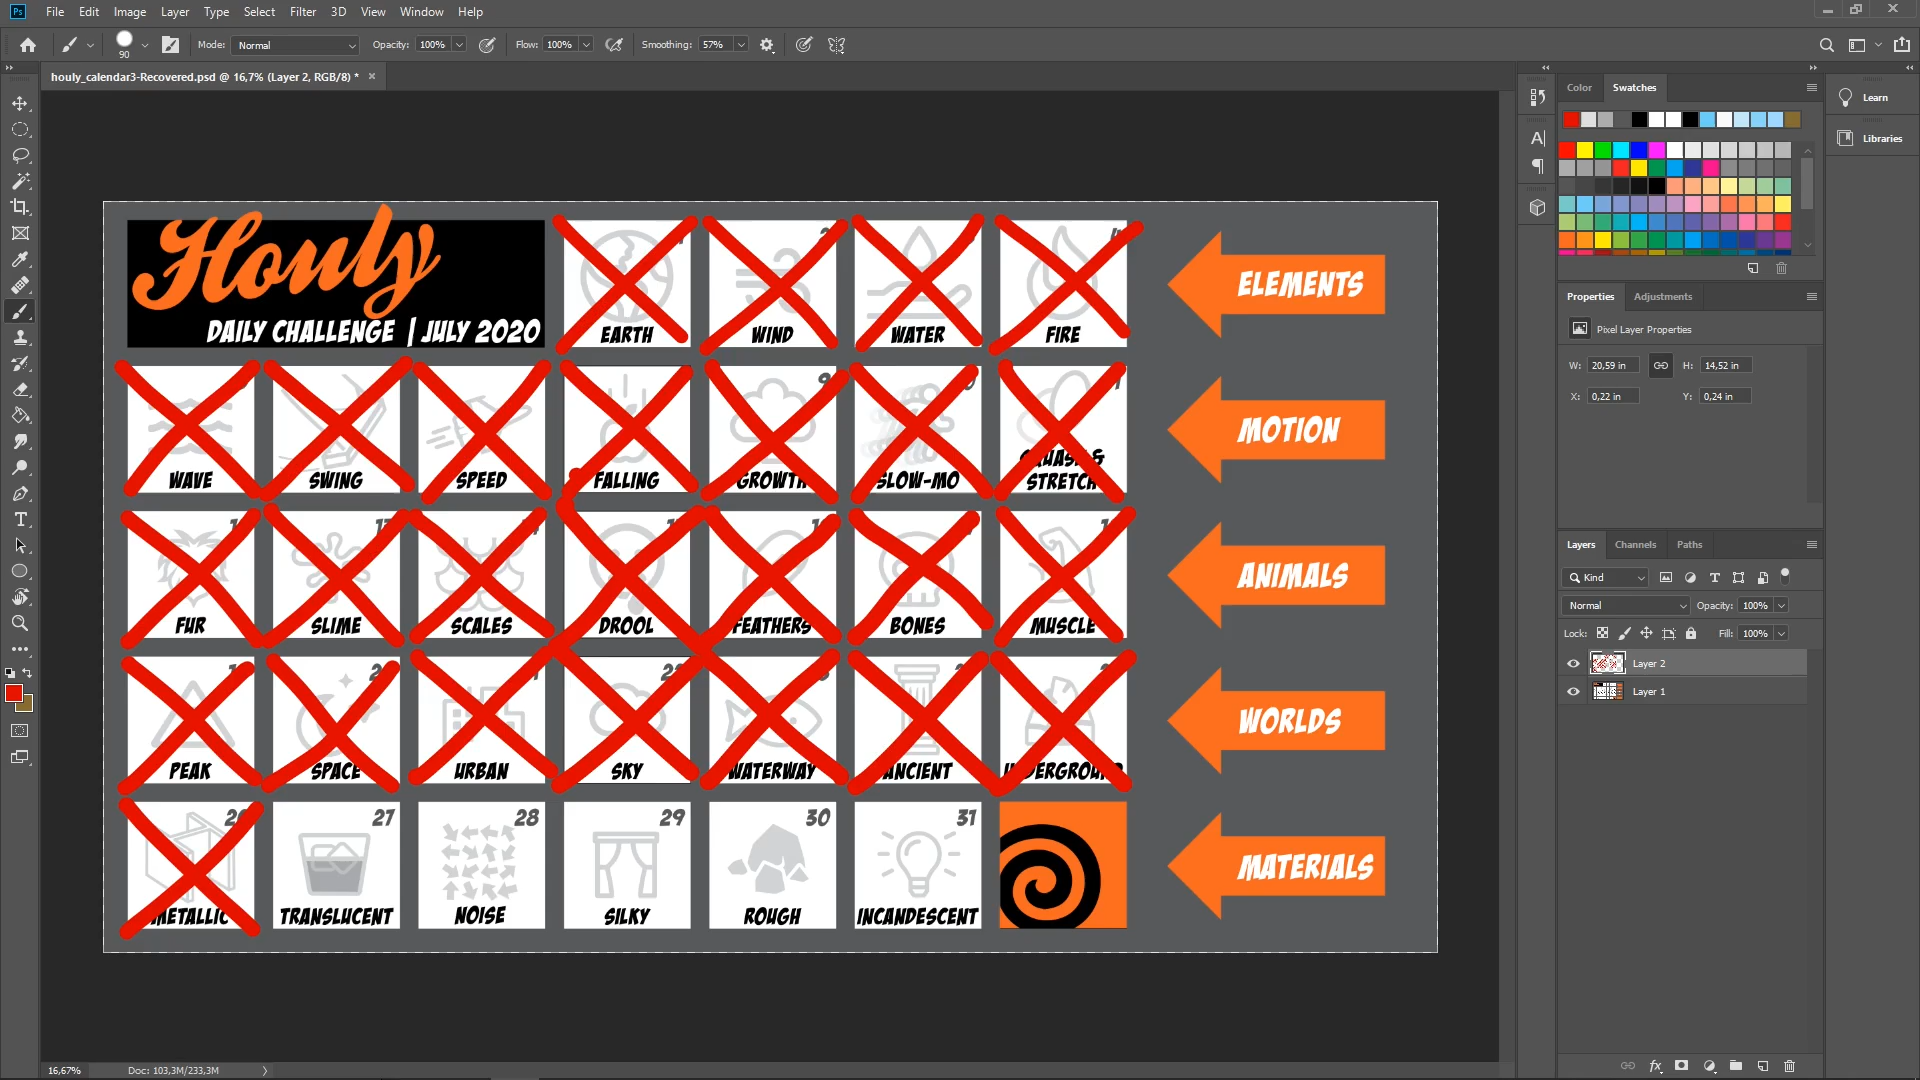 Ps File Edit Image Layer Type Select Filter 3D View Window Help
90 Mode: Normal Opacity: 100% Flow: 100% Smoothing: 57%
houly_calendar3-Recovered.psd @ 16,7% (Layer 2, RGB/8) * ×
Color Swatches
Learn
Libraries
Houly
DAILY CHALLENGE | JULY 2020
EARTH WIND WATER FIRE
ELEMENTS
WAVE SWING SPEED FALLING GROWTH SLOW-MO SQUASH &
STRETCH
MOTION
FUR SLIME SCALES DROOL FEATHERS BONES MUSCLE
ANIMALS
PEAK SPACE URBAN SKY WATERWAY ANCIENT UNDERGROUND
WORLDS
27 28 29 30 31
METALLIC TRANSLUCENT NOISE SILKY ROUGH INCANDESCENT
MATERIALS
Properties Adjustments
Pixel Layer Properties
W: 20,59 in H: 14,52 in
X: 0,22 in Y: 0,24 in
Layers Channels Paths
Kind
Normal Opacity: 100%
Lock: Fill: 100%
Layer 2
Layer 1
16,67% Doc: 103,3M/233,3M